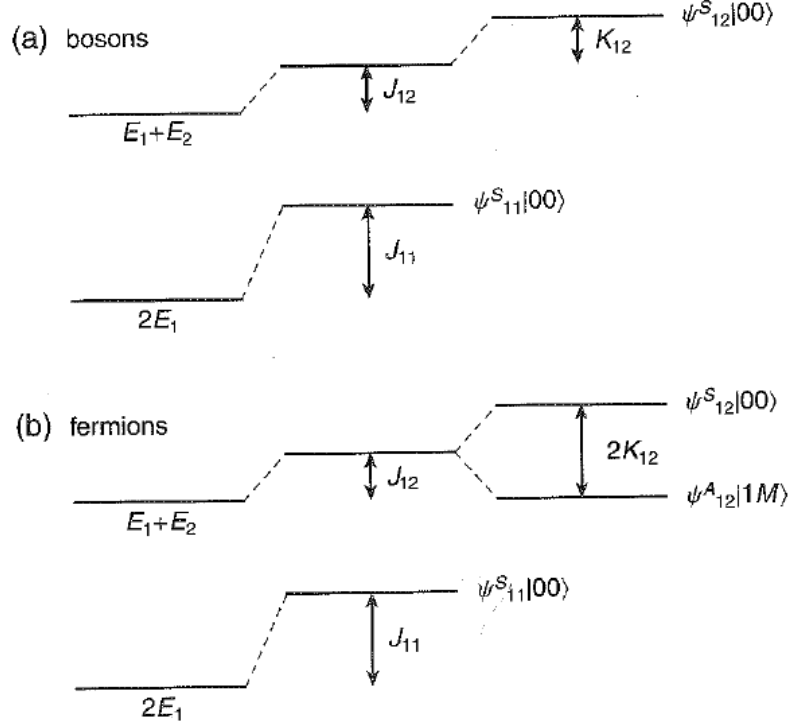 (a) bosons
ψS12|00⟩
K12
J12
E1+E2
ψS11|00⟩
J11
2E1
(b) fermions
ψS12|00⟩
2K12
J12
ψA12|1M⟩
E1+E2
ψS11|00⟩
J11
2E1